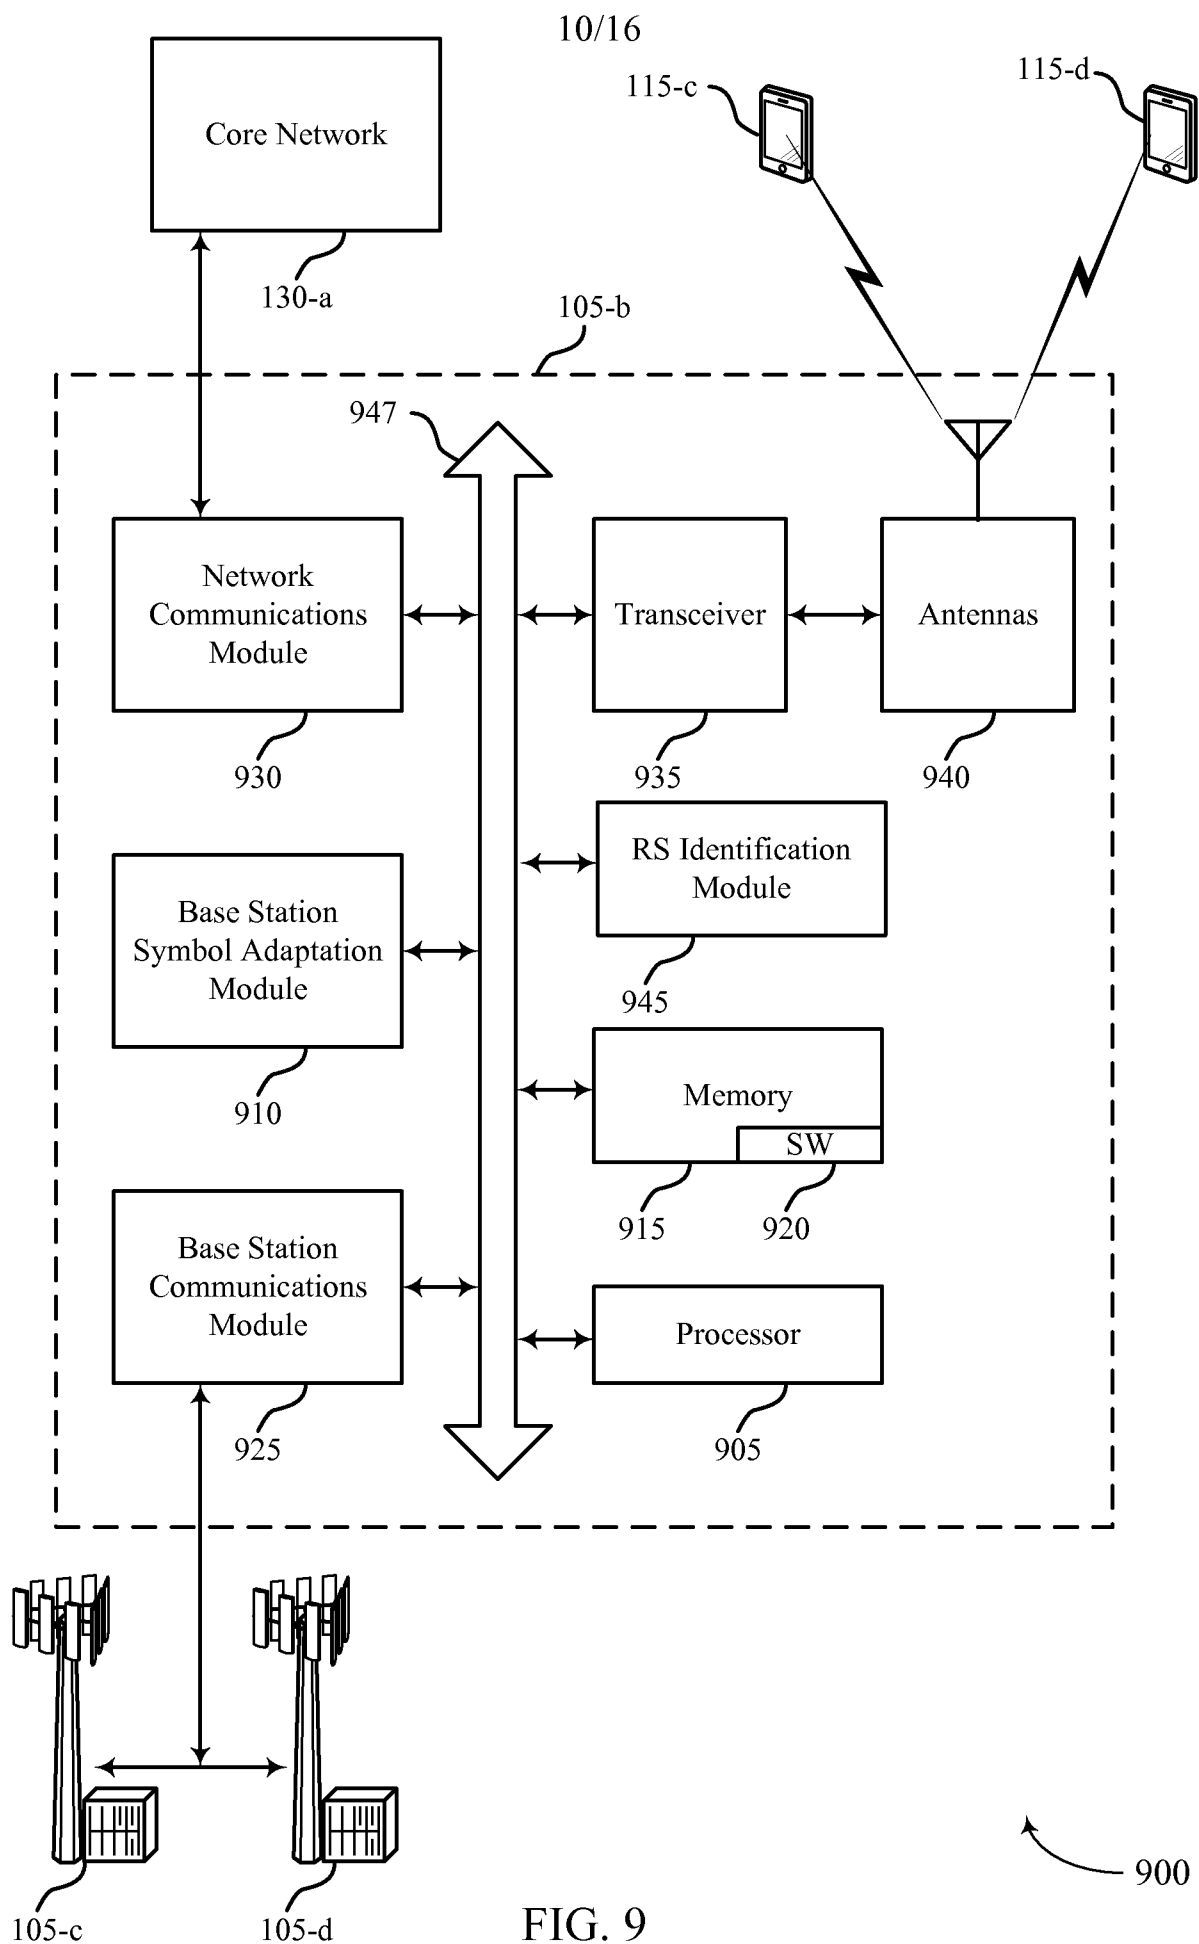 10/16
115-c
115-d
Core Network
130-a
105-b
947
Network
Communications
Module
Transceiver
Antennas
930
935
940
RS Identification
Module
945
Base Station
Symbol Adaptation
Module
910
Memory
SW
915
920
Base Station
Communications
Module
Processor
925
905
900
105-c
105-d
FIG. 9